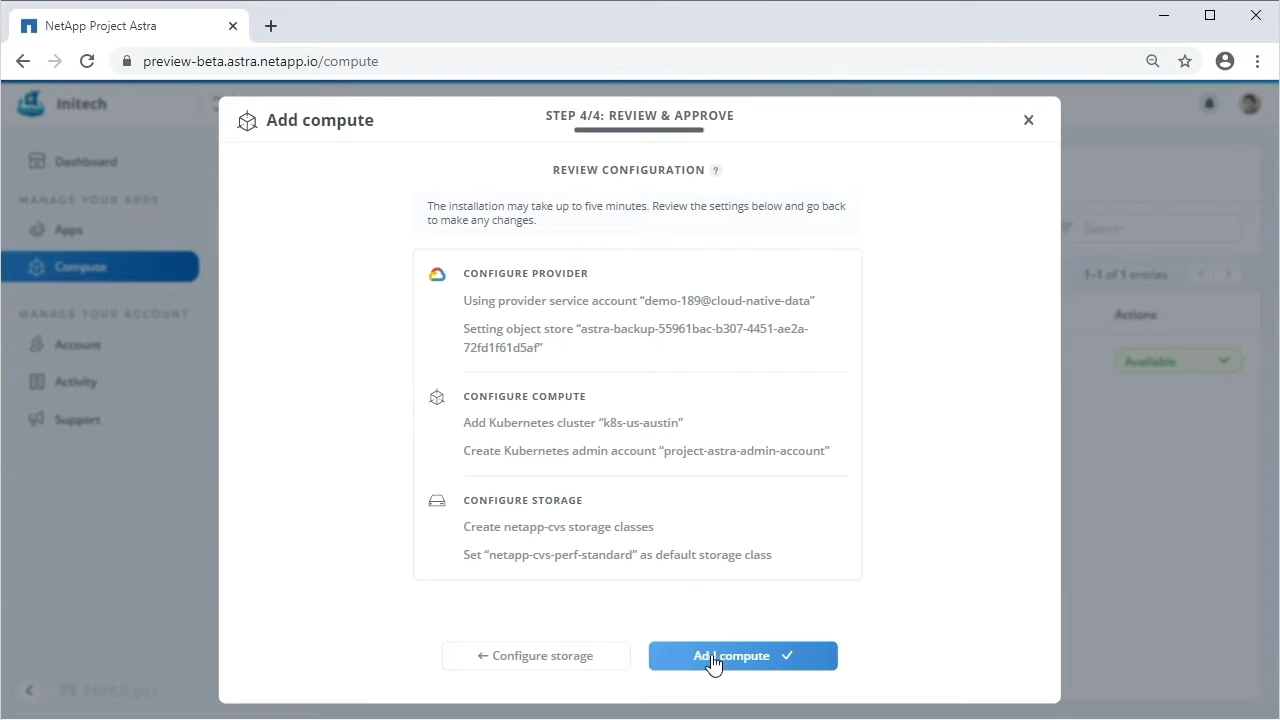 NetApp Project Astra
preview-beta.astra.netapp.io/compute
Initech
Add compute
STEP 4/4: REVIEW & APPROVE
Dashboard
MANAGE YOUR APPS
Apps
Compute
MANAGE YOUR ACCOUNT
Account
Activity
Support
NetApp
REVIEW CONFIGURATION ?
The installation may take up to five minutes. Review the settings below and go back
to make any changes.
CONFIGURE PROVIDER
Using provider service account “demo-189@cloud-native-data”
Setting object store “astra-backup-55961bac-b307-4451-ae2a-
72fd1f61d5af”
CONFIGURE COMPUTE
Add Kubernetes cluster “k8s-us-austin”
Create Kubernetes admin account “project-astra-admin-account”
CONFIGURE STORAGE
Create netapp-cvs storage classes
Set “netapp-cvs-perf-standard” as default storage class
← Configure storage
Add compute
Search
1–1 of 1 entries
Actions
Available